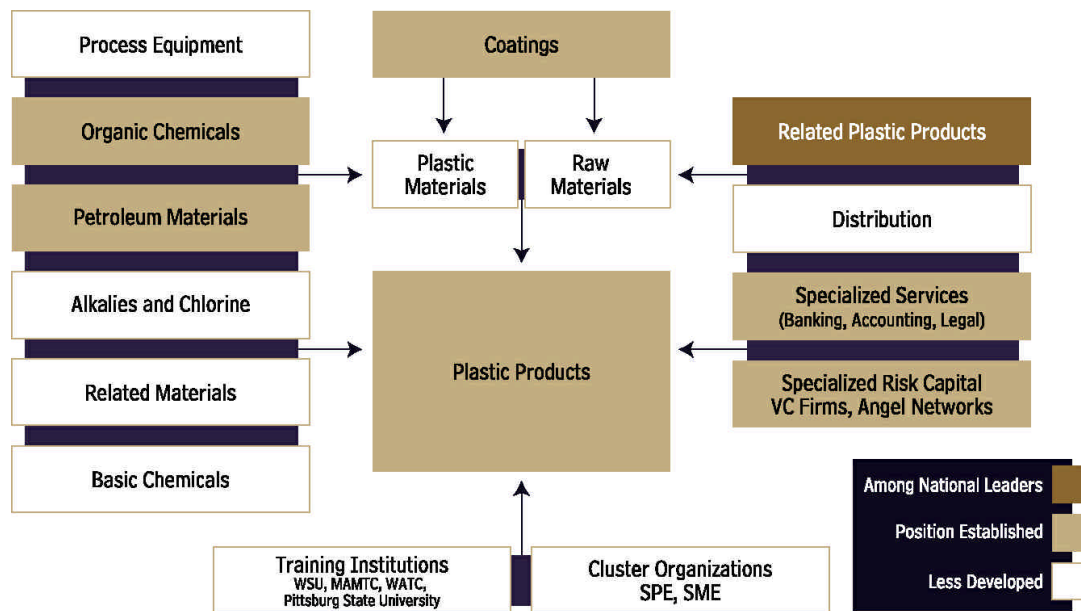 Process Equipment
Organic Chemicals
Petroleum Materials
Alkalies and Chlorine
Related Materials
Basic Chemicals
Coatings
Plastic
Materials
Raw
Materials
Plastic Products
Related Plastic Products
Distribution
Specialized Services
(Banking, Accounting, Legal)
Specialized Risk Capital
VC Firms, Angel Networks
Training Institutions
WSU, MAMTC, WATC,
Pittsburg State University
Cluster Organizations
SPE, SME
Among National Leaders
Position Established
Less Developed